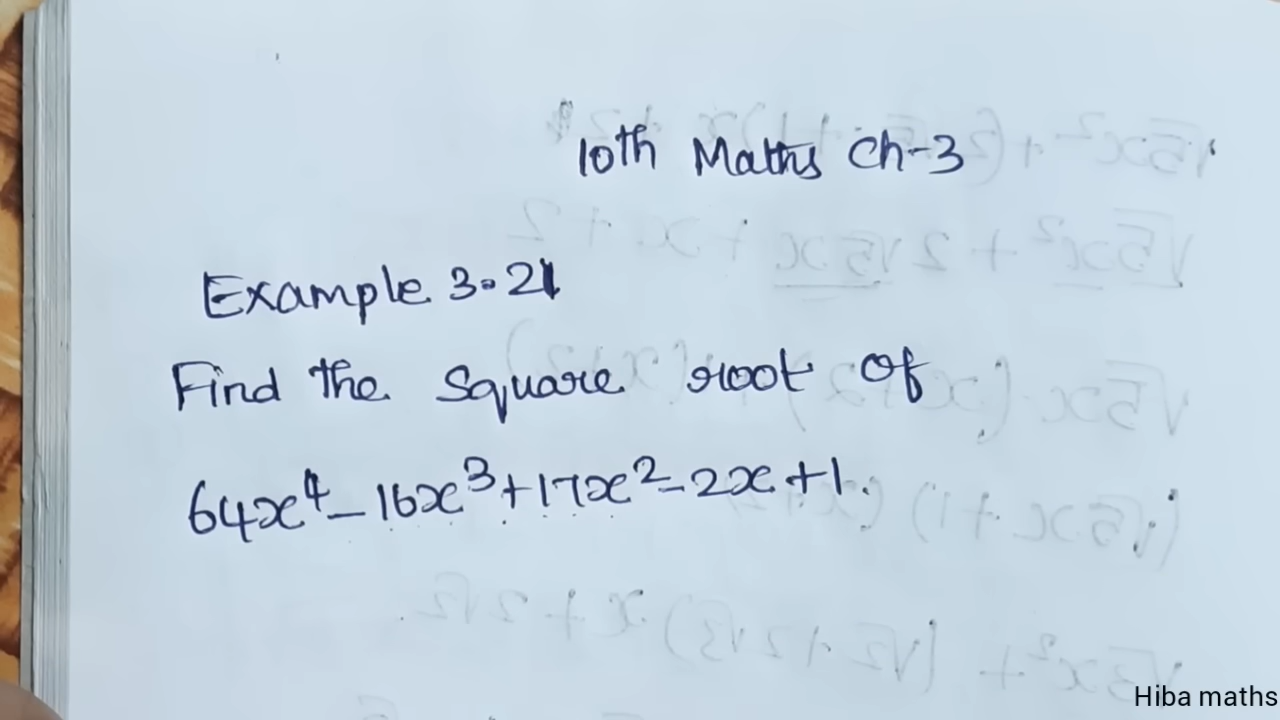 10th Maths Ch-3
Example 3.21
Find the square root of
64x⁴-16x³+17x²-2x+1.
Hiba maths